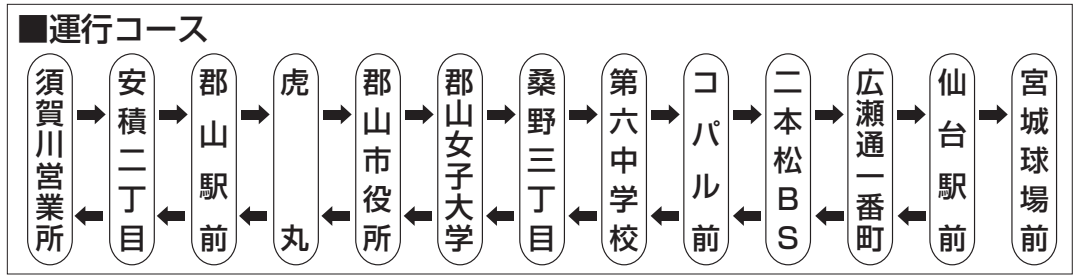 ■運行コース
須賀川営業所
安積二丁目
郡山駅前
虎丸
郡山市役所
郡山女子大学
桑野三丁目
第六中学校
コパル前
二本松BS
広瀬通一番町
仙台駅前
宮城球場前